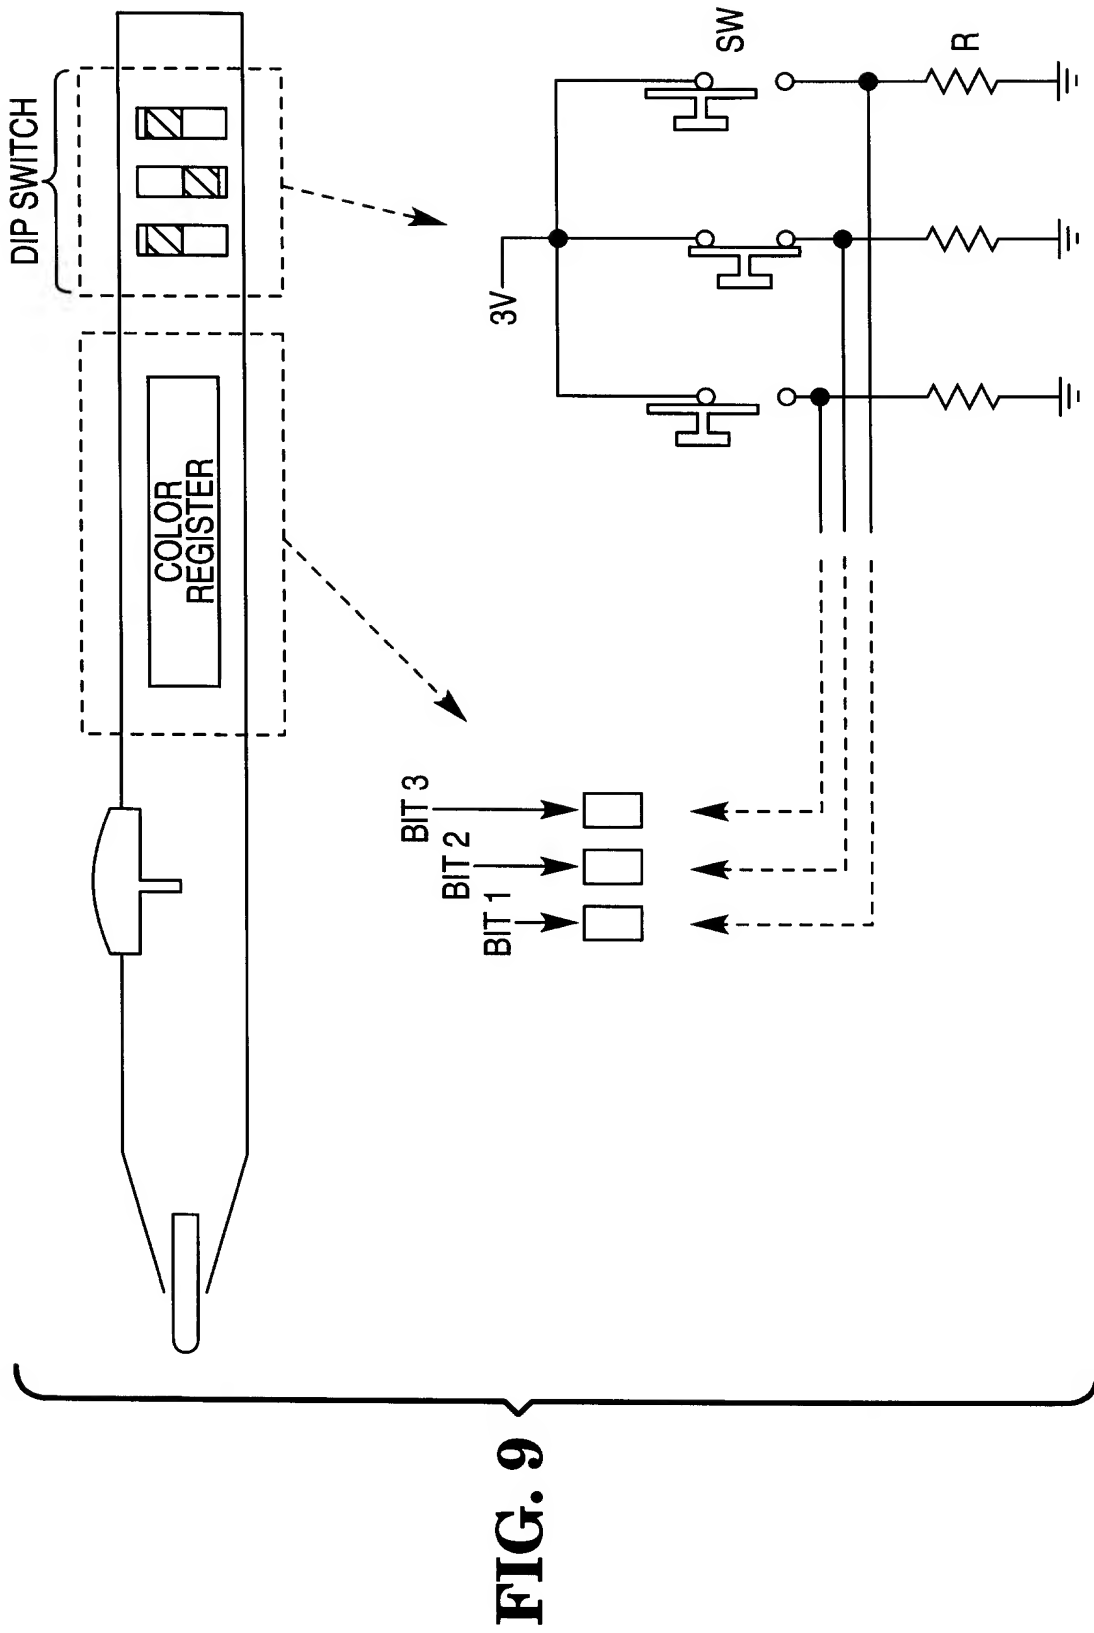 DIP SWITCH
COLOR
REGISTER
BIT 1
BIT 2
BIT 3
3V
SW
R
FIG. 9